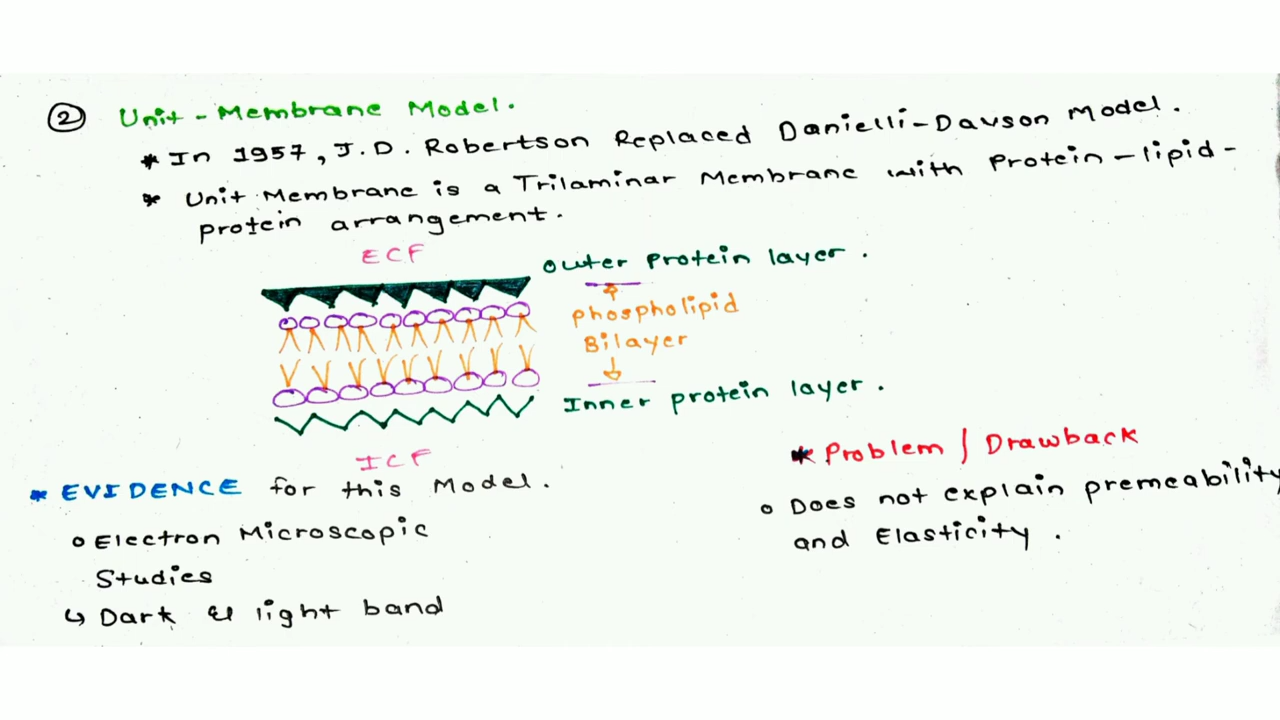 ② Unit-Membrane Model.
* In 1957, J.D. Robertson Replaced Danielli-Davson Model.
* Unit Membrane is a Trilaminar Membrane with Protein-lipid-
protein arrangement.
ECF
Outer protein layer.
phospholipid
Bilayer
Inner protein layer.
ICF
* EVIDENCE for this Model.
o Electron Microscopic
Studies
↳ Dark & light band
* Problem / Drawback
o Does not explain premeability
and Elasticity.